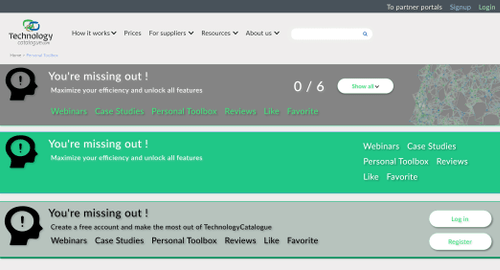 To partner portals Signup Login
Technology
catalogue.com
How it works Prices For suppliers Resources About us
Home > Personal Toolbox
You're missing out !
Maximize your efficiency and unlock all features
0 / 6
Show all
Webinars Case Studies Personal Toolbox Reviews Like Favorite
You're missing out !
Maximize your efficiency and unlock all features
Webinars Case Studies
Personal Toolbox Reviews
Like Favorite
You're missing out !
Create a free account and make the most out of TechnologyCatalogue
Webinars Case Studies Personal Toolbox Reviews Like Favorite
Log in
Register